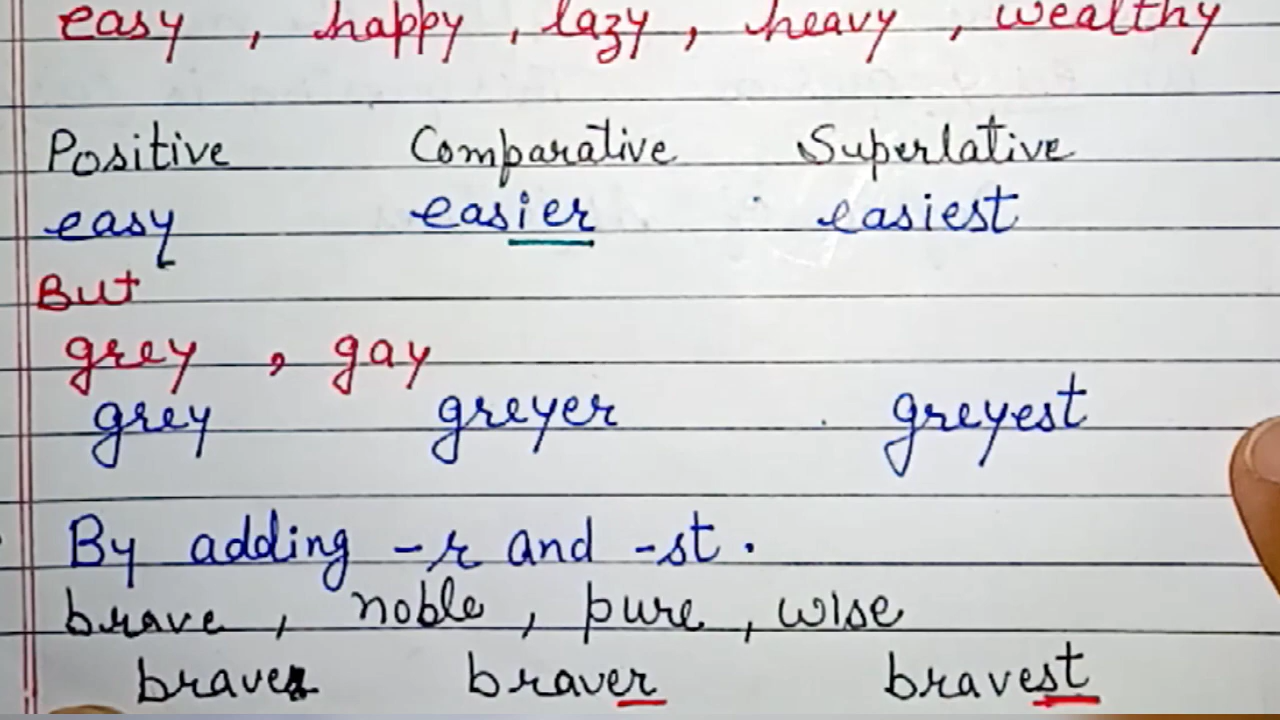 easy , happy , lazy , heavy , wealthy
Positive Comparative Superlative
easy easier easiest
But
grey , gay
grey greyer greyest
By adding -r and -st .
brave , noble , pure , wise
brave braver bravest